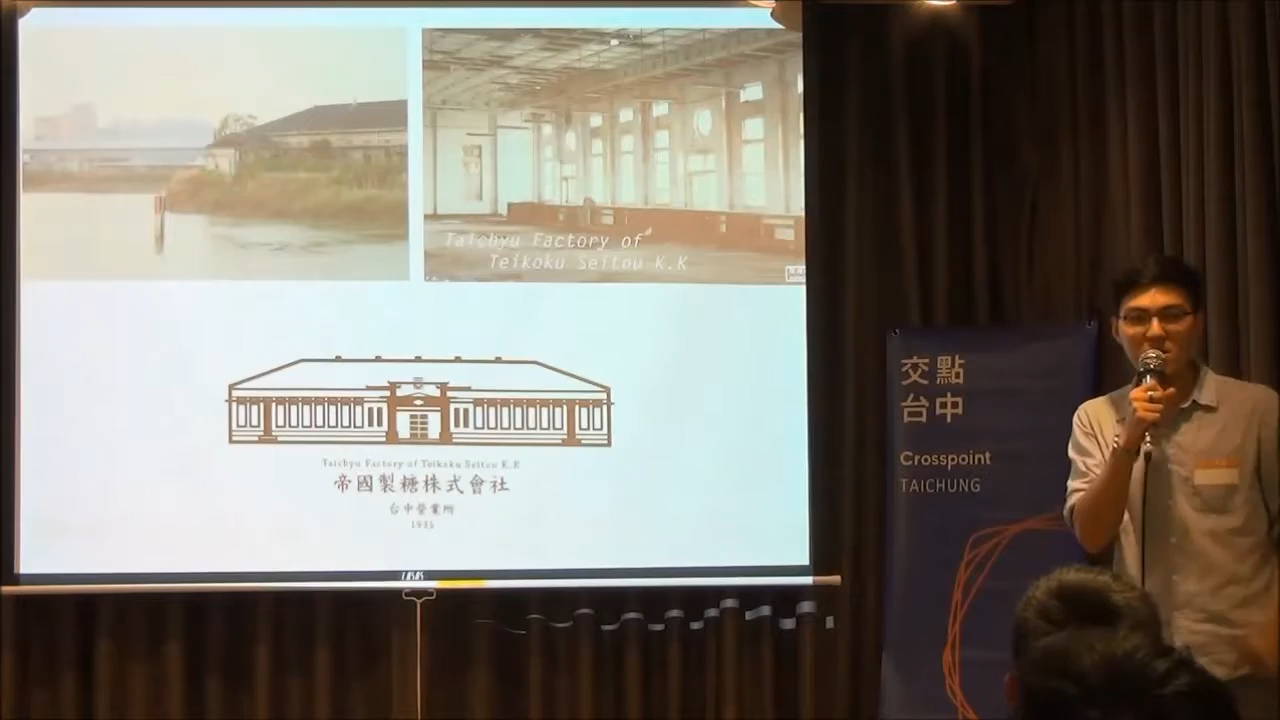 Taichyu Factory of
Teikoku Seitou K.K
Taichyu Factory of Teikoku Seitou K.K
帝國製糖株式會社
台中營業所
1935
交點
台中
Crosspoint
TAICHUNG